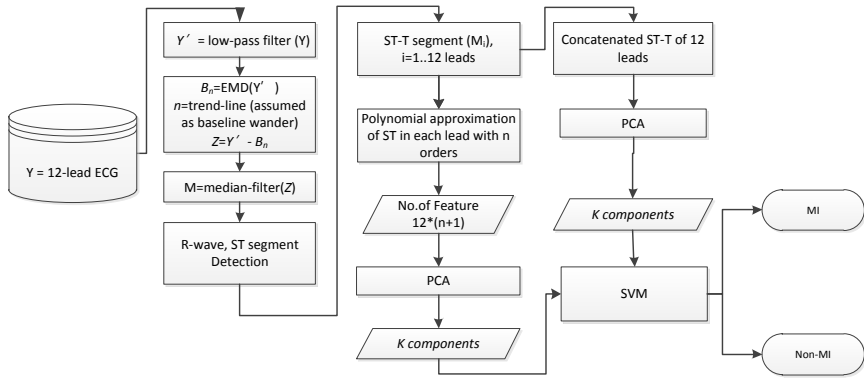 Y = 12-lead ECG
Y′ = low-pass filter (Y)
Bn=EMD(Y′ )
n=trend-line (assumed
as baseline wander)
Z=Y′ - Bn
M=median-filter(Z)
R-wave, ST segment
Detection
ST-T segment (Mi),
i=1..12 leads
Polynomial approximation
of ST in each lead with n
orders
No.of Feature
12*(n+1)
PCA
K components
Concatenated ST-T of 12
leads
PCA
K components
SVM
MI
Non-MI